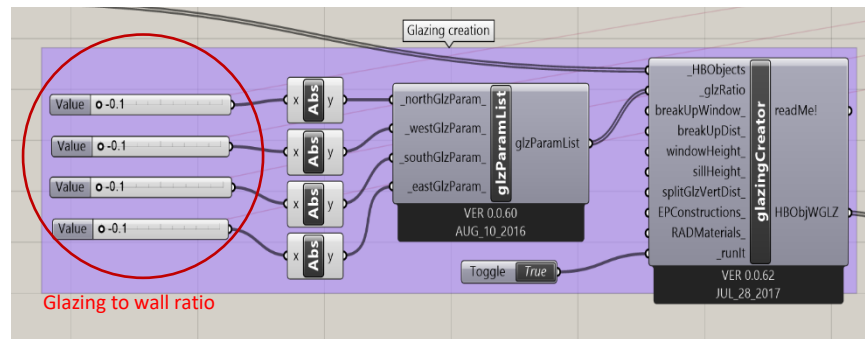 Glazing creation
Value -0.1
Value -0.1
Value -0.1
Value -0.1
x Abs y
x Abs y
x Abs y
x Abs y
_northGlzParam_
_westGlzParam_
_southGlzParam_
_eastGlzParam_
glzParamList
glzParamList
VER 0.0.60
AUG_10_2016
Toggle True
_HBObjects
_glzRatio
breakUpWindow_
breakUpDist_
windowHeight_
sillHeight_
splitGlzVertDist_
EPConstructions_
RADMaterials_
_runIt
glazingCreator
readMe!
HBObjWGLZ
VER 0.0.62
JUL_28_2017
Glazing to wall ratio